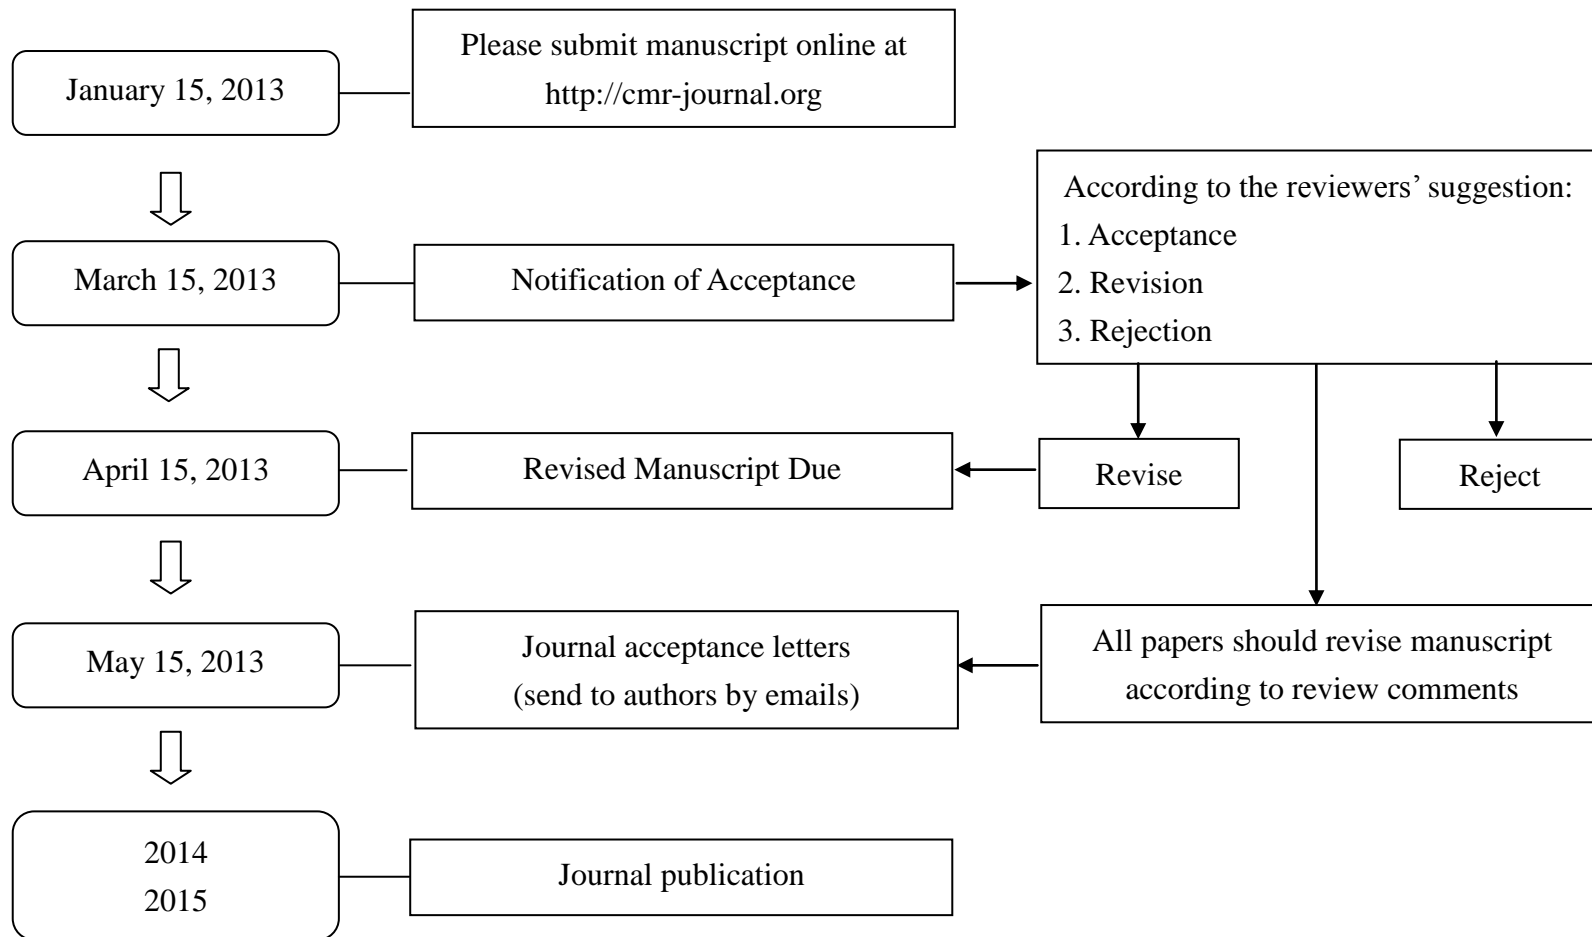 January 15, 2013
Please submit manuscript online at
http://cmr-journal.org
March 15, 2013
Notification of Acceptance
According to the reviewers’ suggestion:
1. Acceptance
2. Revision
3. Rejection
April 15, 2013
Revised Manuscript Due
Revise
Reject
May 15, 2013
Journal acceptance letters
(send to authors by emails)
All papers should revise manuscript
according to review comments
2014
2015
Journal publication